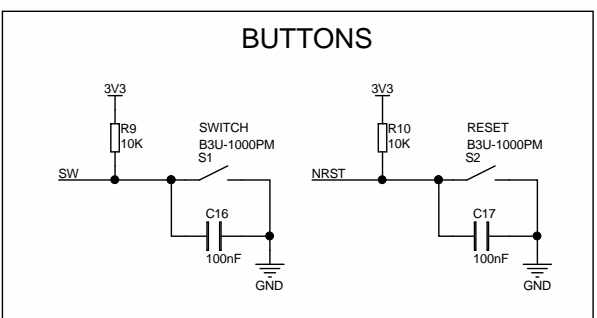 BUTTONS
3V3
R9
10K
SWITCH
B3U-1000PM
S1
SW
C16
100nF
GND
3V3
R10
10K
RESET
B3U-1000PM
S2
NRST
C17
100nF
GND